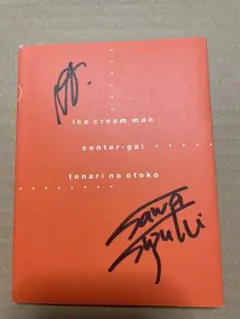 ice cream man
center-gai
tonari no otoko
Sawa
Suzuki